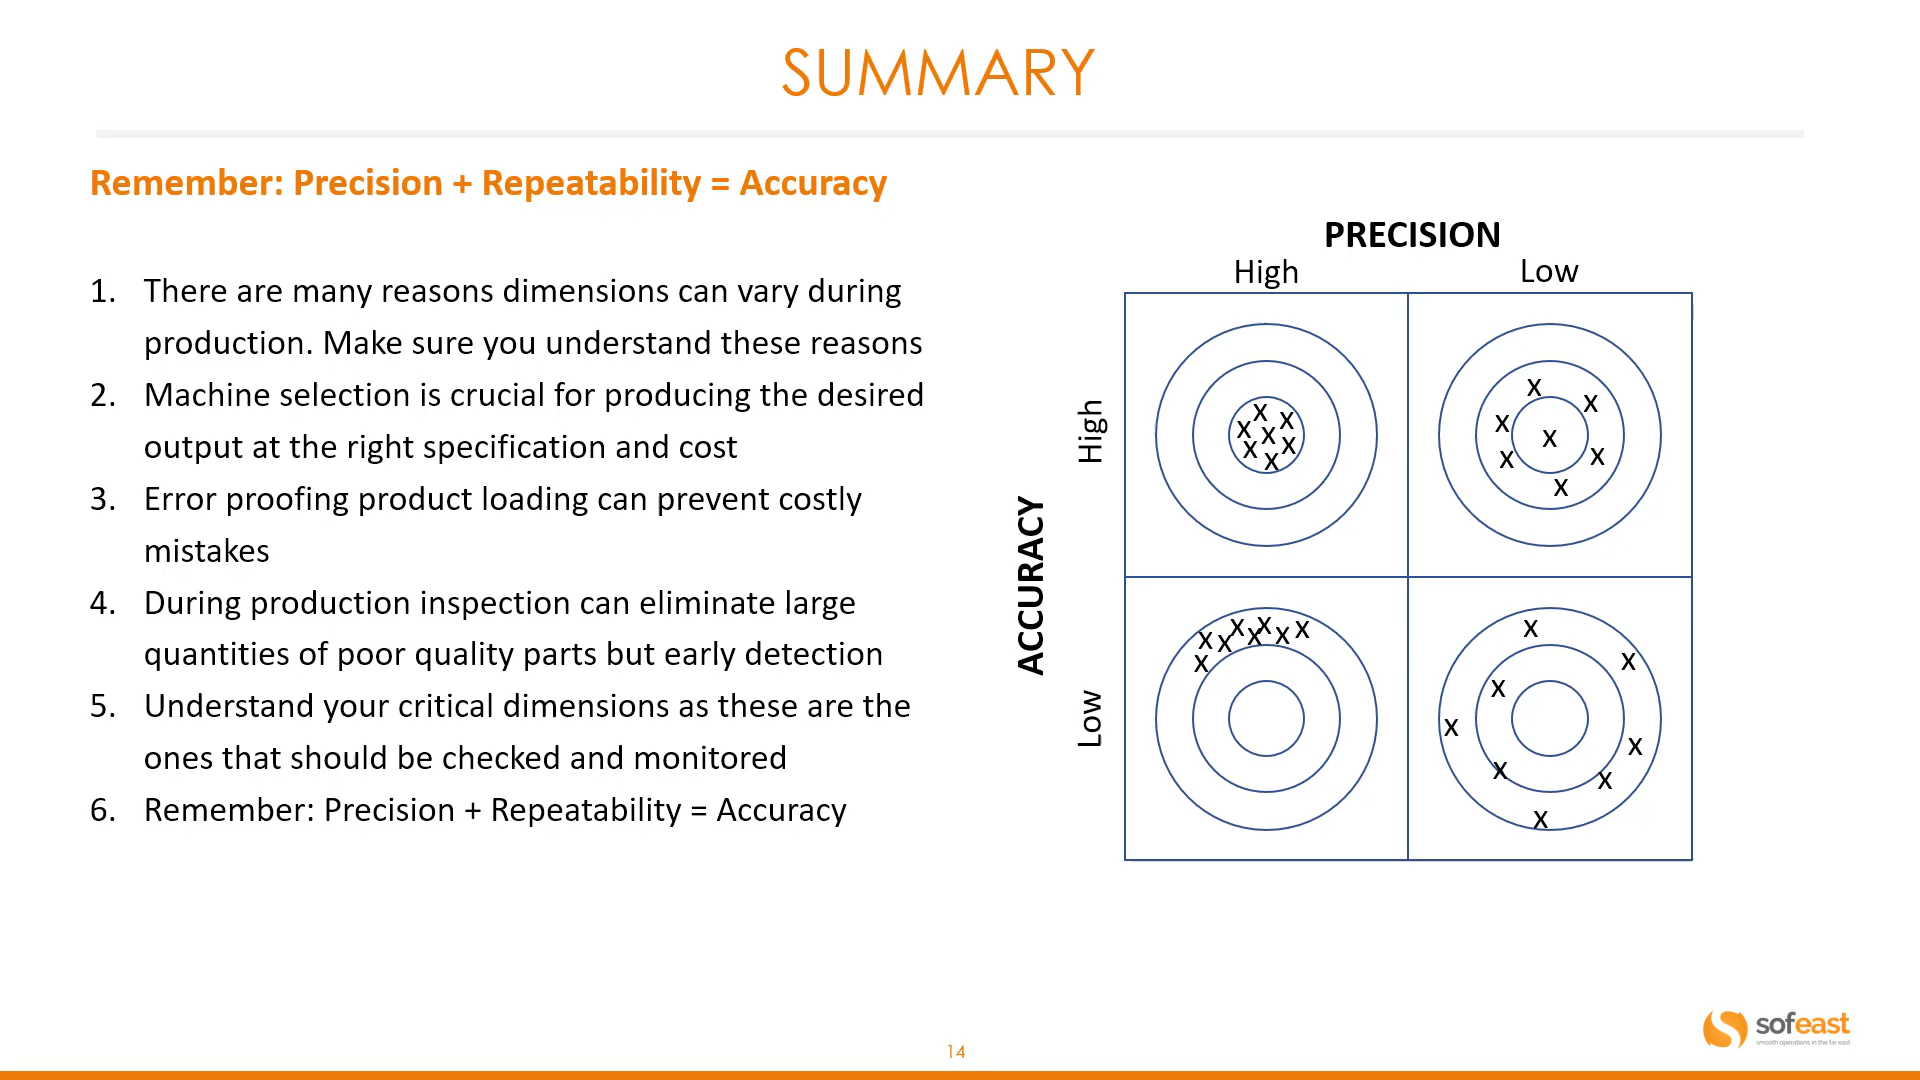 SUMMARY
Remember: Precision + Repeatability = Accuracy
1. There are many reasons dimensions can vary during
production. Make sure you understand these reasons
2. Machine selection is crucial for producing the desired
output at the right specification and cost
3. Error proofing product loading can prevent costly
mistakes
4. During production inspection can eliminate large
quantities of poor quality parts but early detection
5. Understand your critical dimensions as these are the
ones that should be checked and monitored
6. Remember: Precision + Repeatability = Accuracy
PRECISION
High Low
ACCURACY
High
x x x x x x x
x x x x x x x
Low
x x x x x x x x
x x x x x x x x
sofeast
smooth operations in the far east
14